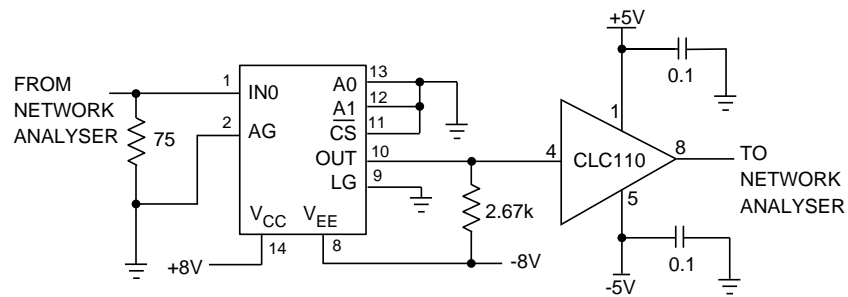 +5V
FROM
NETWORK
ANALYSER
1
IN0
2
AG
75
A0
13
A1
12
CS
11
OUT
10
LG
9
VCC
14
VEE
8
+8V
-8V
2.67k
0.1
1
4
CLC110
8
5
TO
NETWORK
ANALYSER
0.1
-5V